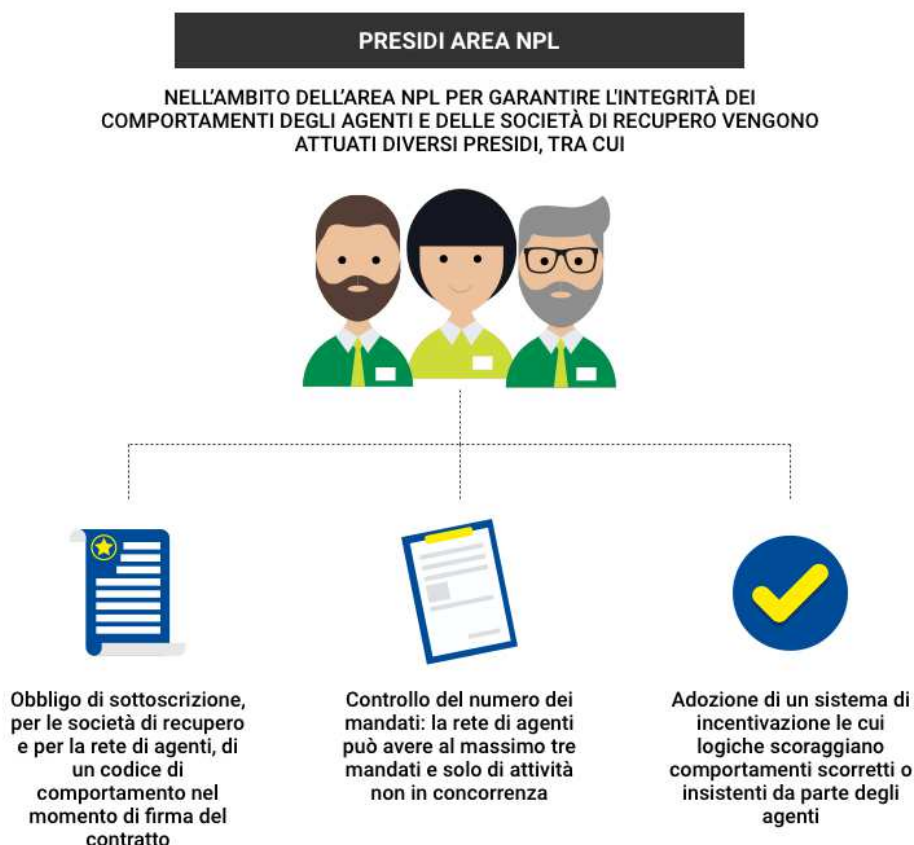 PRESIDI AREA NPL
NELL'AMBITO DELL'AREA NPL PER GARANTIRE L'INTEGRITÀ DEI
COMPORTAMENTI DEGLI AGENTI E DELLE SOCIETÀ DI RECUPERO VENGONO
ATTUATI DIVERSI PRESIDI, TRA CUI
Obbligo di sottoscrizione,
per le società di recupero
e per la rete di agenti, di
un codice di
comportamento nel
momento di firma del
contratto
Controllo del numero dei
mandati: la rete di agenti
può avere al massimo tre
mandati e solo di attività
non in concorrenza
Adozione di un sistema di
incentivazione le cui
logiche scoraggiano
comportamenti scorretti o
insistenti da parte degli
agenti